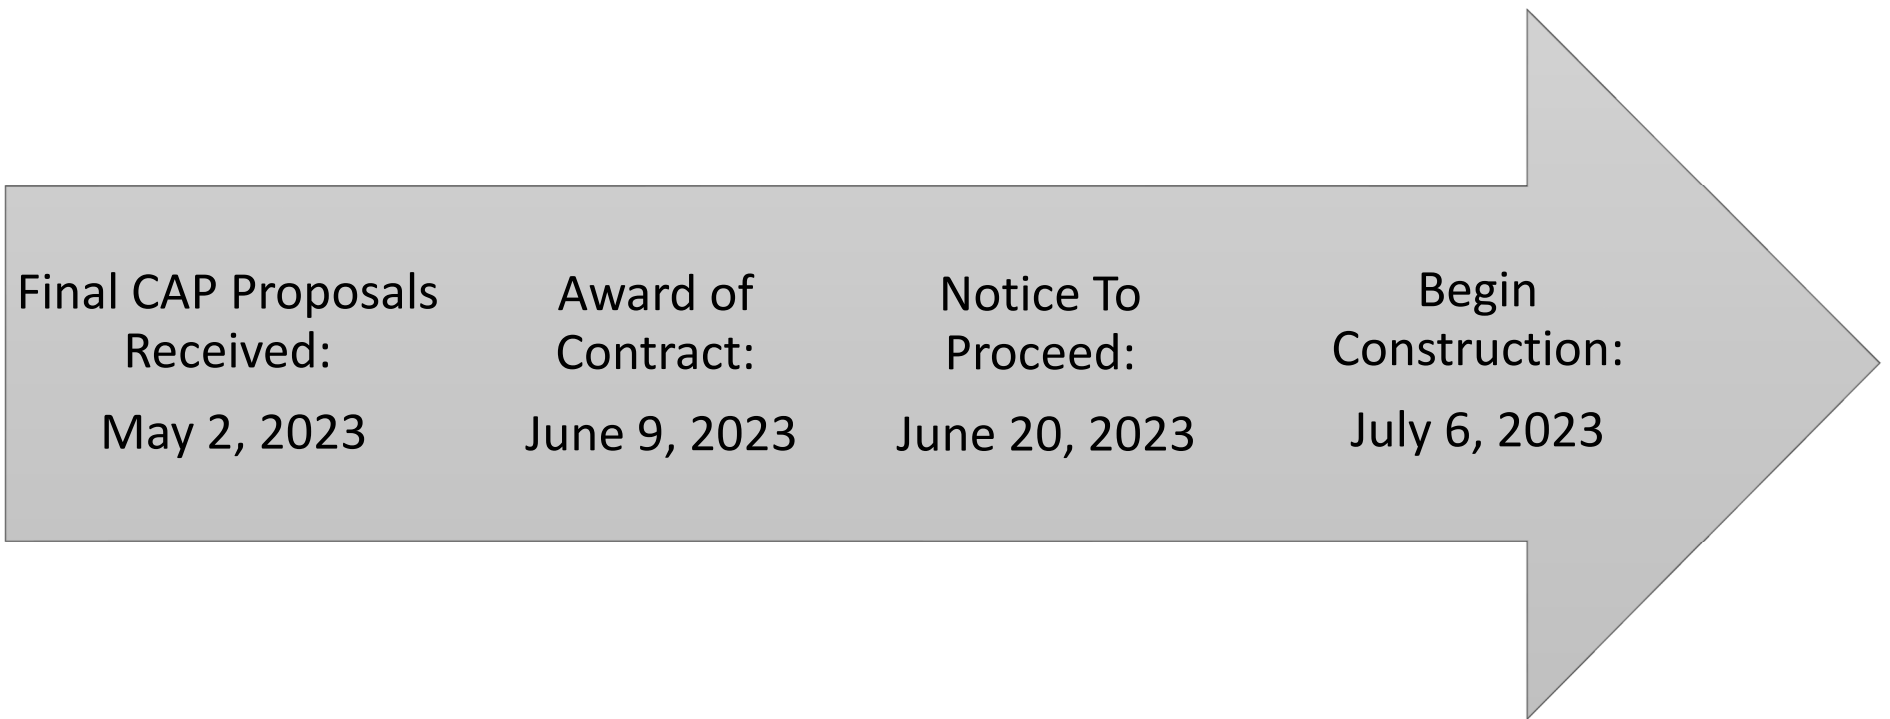 Final CAP Proposals
Received:
May 2, 2023
Award of
Contract:
June 9, 2023
Notice To
Proceed:
June 20, 2023
Begin
Construction:
July 6, 2023